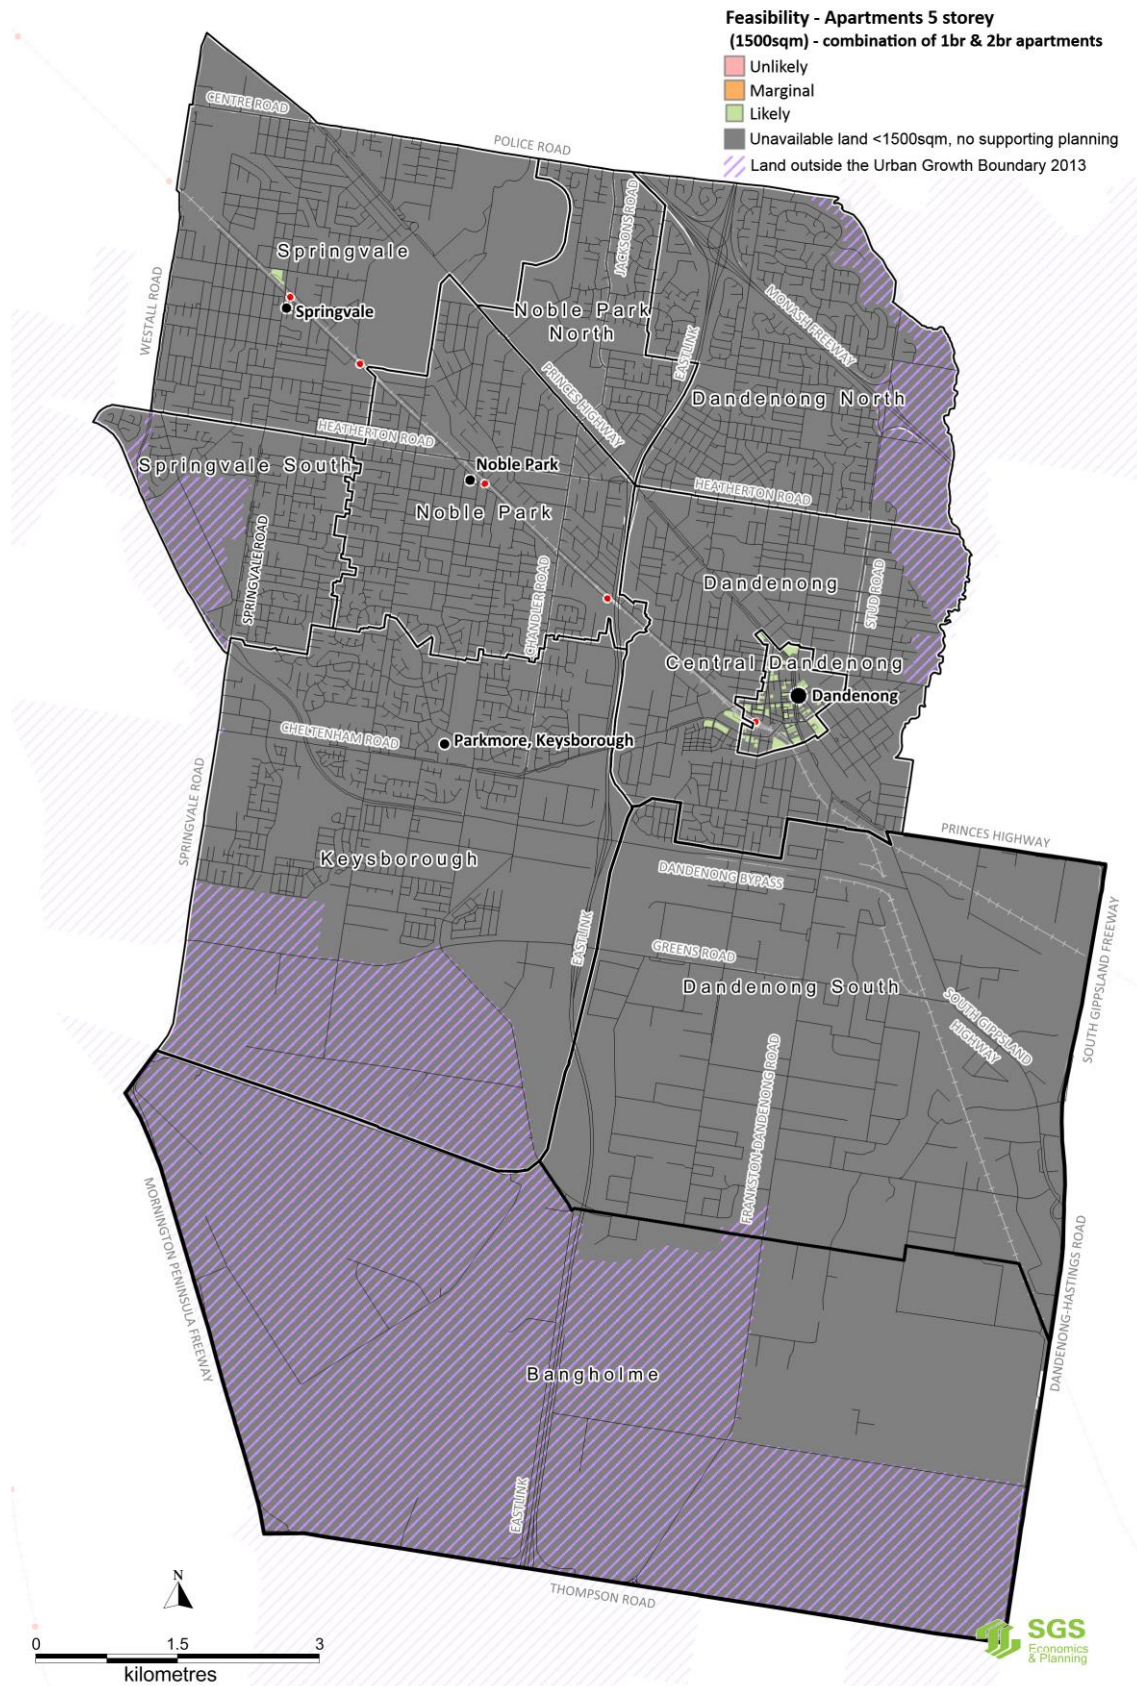 Feasibility - Apartments 5 storey
(1500sqm) - combination of 1br & 2br apartments
Unlikely
Marginal
Likely
Unavailable land <1500sqm, no supporting planning
Land outside the Urban Growth Boundary 2013
CENTRE ROAD
POLICE ROAD
JACKSONS ROAD
Springvale
WESTALL ROAD
Springvale
Noble Park
North
MONASH FREEWAY
EASTLINK
PRINCES HIGHWAY
Dandenong North
HEATHERTON ROAD
Springvale South
Noble Park
HEATHERTON ROAD
Noble Park
SPRINGVALE ROAD
CHANDLER ROAD
Dandenong
STUD ROAD
Central Dandenong
Dandenong
CHELTENHAM ROAD
Parkmore, Keysborough
SPRINGVALE ROAD
PRINCES HIGHWAY
Keysborough
DANDENONG BYPASS
EASTLINK
GREENS ROAD
SOUTH GIPPSLAND FREEWAY
Dandenong South
SOUTH GIPPSLAND
HIGHWAY
FRANKSTON-DANDENONG ROAD
MORNINGTON PENINSULA FREEWAY
DANDENONG-HASTINGS ROAD
Bangholme
EASTLINK
THOMPSON ROAD
N
0 1.5 3
kilometres
SGS
Economics
& Planning